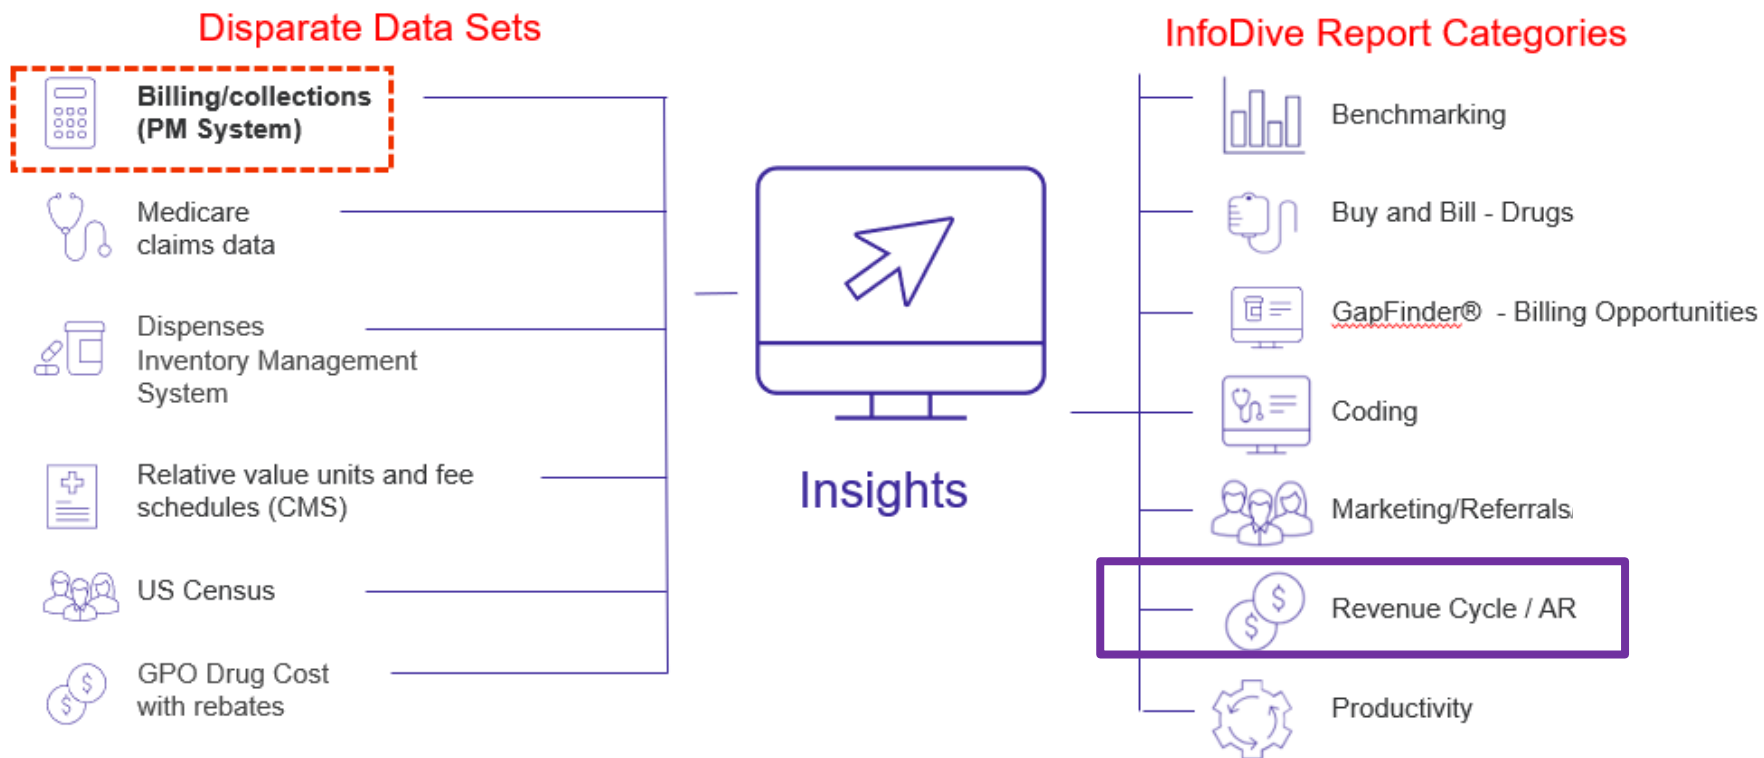 Disparate Data Sets
Billing/collections
(PM System)
Medicare
claims data
Dispenses
Inventory Management
System
Relative value units and fee
schedules (CMS)
US Census
GPO Drug Cost
with rebates
Insights
InfoDive Report Categories
Benchmarking
Buy and Bill - Drugs
GapFinder® - Billing Opportunities
Coding
Marketing/Referrals
Revenue Cycle / AR
Productivity